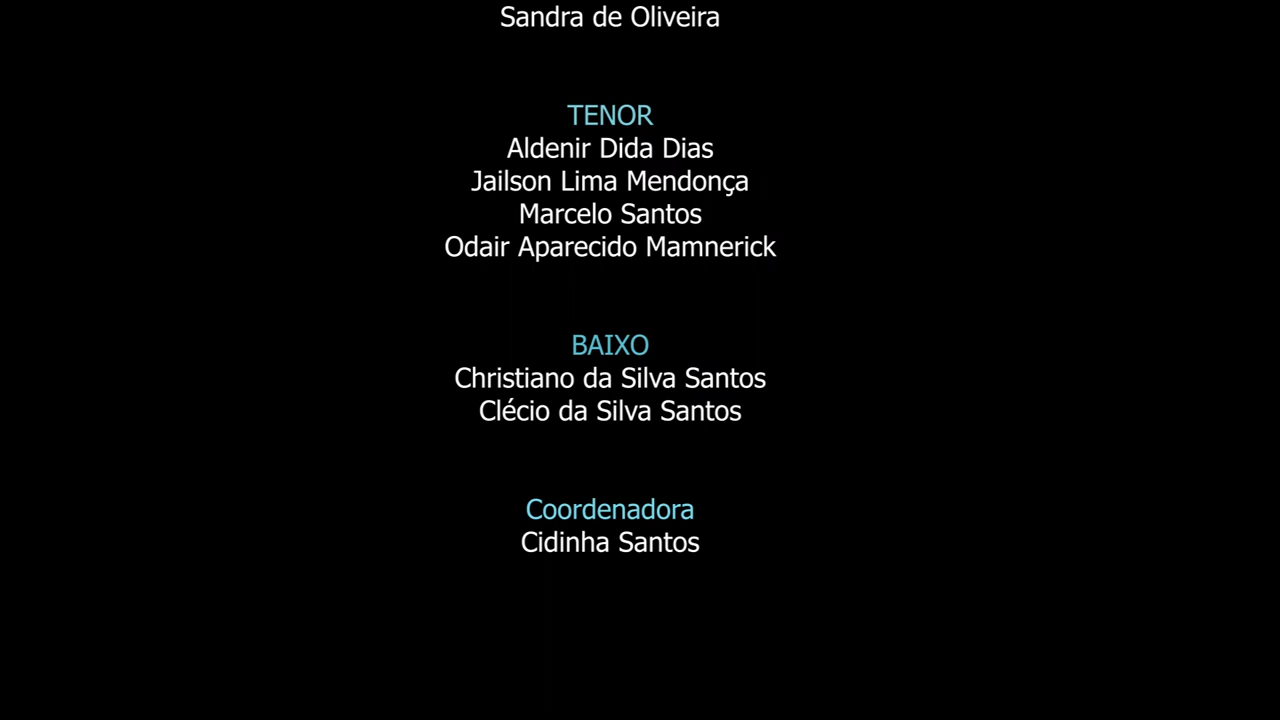 Sandra de Oliveira
TENOR
Aldenir Dida Dias
Jailson Lima Mendonça
Marcelo Santos
Odair Aparecido Mamnerick
BAIXO
Christiano da Silva Santos
Clécio da Silva Santos
Coordenadora
Cidinha Santos